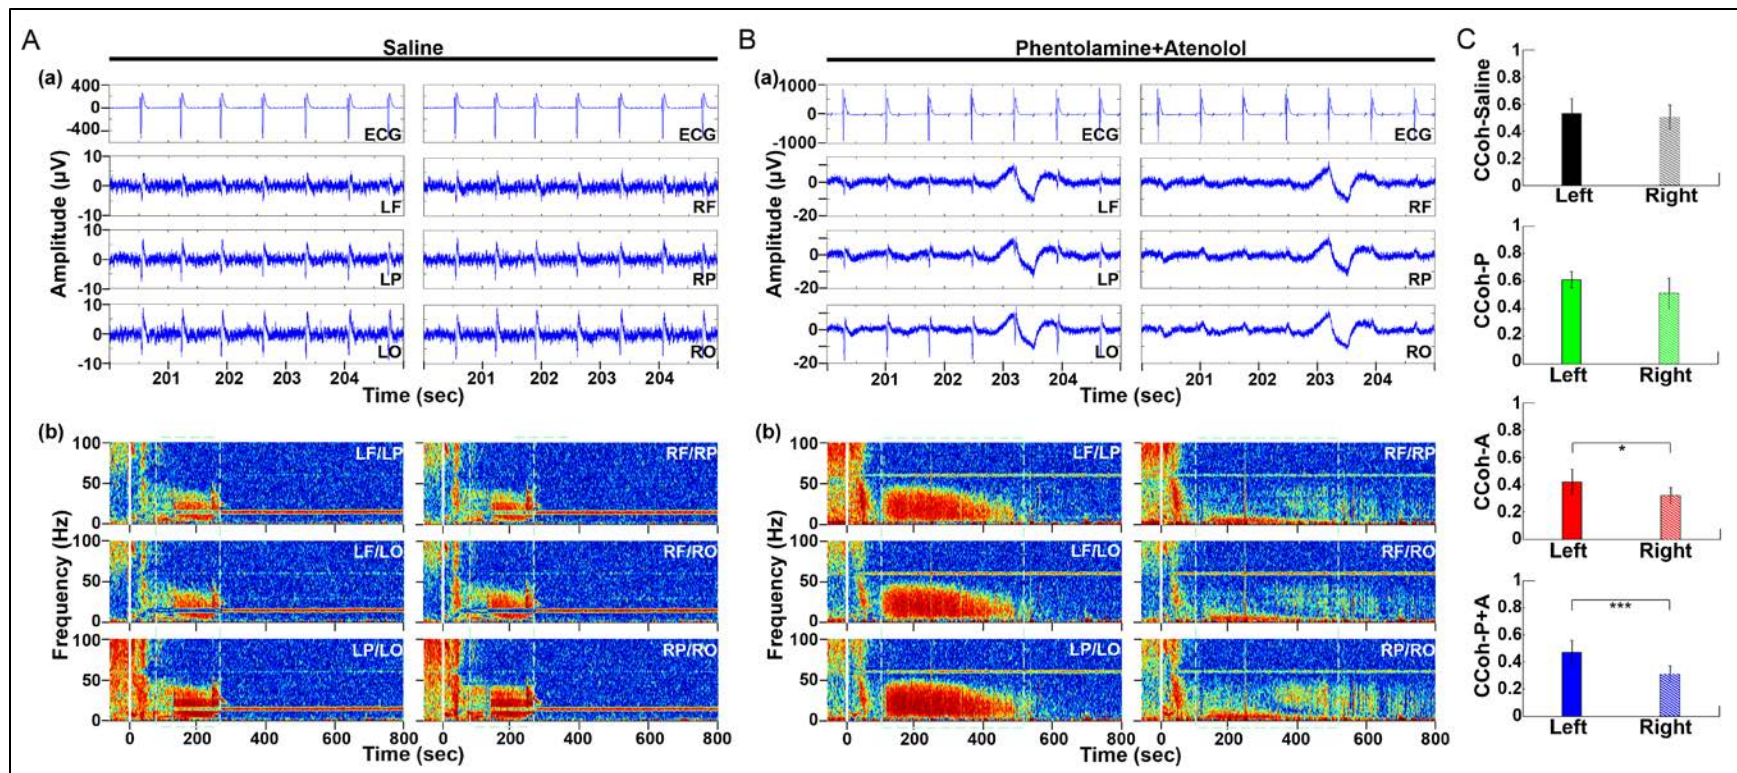 A
Saline
(a)
400
0
-400
ECG
ECG
Amplitude (µV)
10
0
-10
LF
RF
10
0
-10
LP
RP
10
0
-10
LO
RO
201 202 203 204
201 202 203 204
Time (sec)
(b)
Frequency (Hz)
100
50
0
LF/LP
RF/RP
100
50
0
LF/LO
RF/RO
100
50
0
LP/LO
RP/RO
0 200 400 600 800
0 200 400 600 800
Time (sec)
B
Phentolamine+Atenolol
(a)
1000
0
-1000
ECG
ECG
Amplitude (µV)
0
-20
LF
RF
0
-20
LP
RP
0
-20
LO
RO
201 202 203 204
201 202 203 204
Time (sec)
(b)
Frequency (Hz)
100
50
0
LF/LP
RF/RP
100
50
0
LF/LO
RF/RO
100
50
0
LP/LO
RP/RO
0 200 400 600 800
0 200 400 600 800
Time (sec)
C
CCoh-Saline
1
0.8
0.6
0.4
0.2
0
Left Right
CCoh-P
1
0.8
0.6
0.4
0.2
0
Left Right
CCoh-A
1
0.8
0.6
0.4
0.2
0
*
Left Right
CCoh-P+A
1
0.8
0.6
0.4
0.2
0
***
Left Right